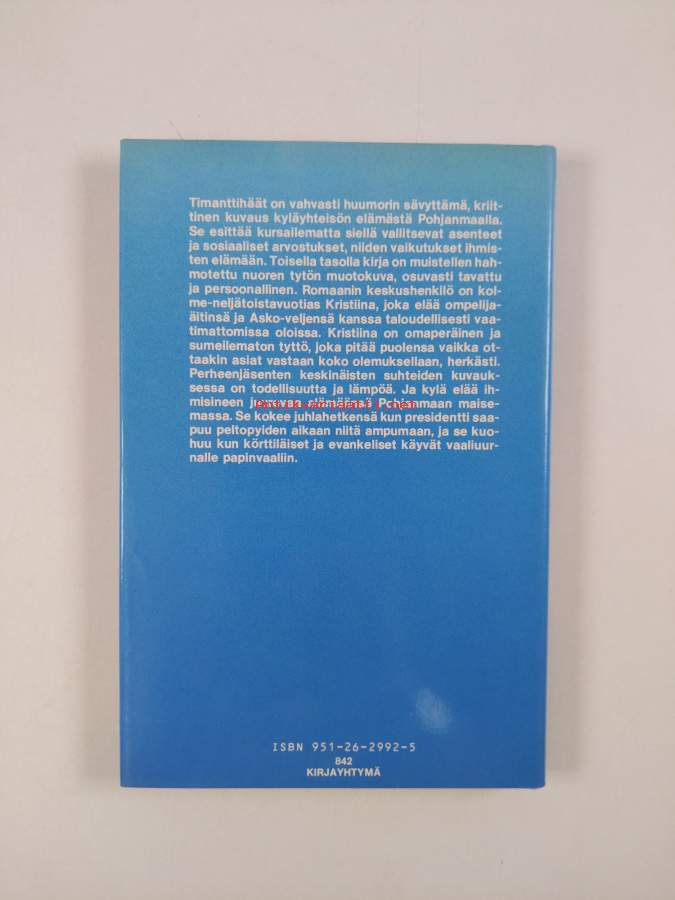 Timanttihäät on vahvasti huumorin sävyttämä, kriit-
tinen kuvaus kyläyhteisön elämästä Pohjanmaalla.
Se esittää kursailematta siellä vallitsevat asenteet
ja sosiaaliset arvostukset, niiden vaikutukset ihmis-
ten elämään. Toisella tasolla kirja on muistellen hah-
motettu nuoren tytön muotokuva, osuvasti tavattu
ja persoonallinen. Romaanin keskushenkilö on kol-
me-neljätoistavuotias Kristiina, joka elää ompelija-
äitinsä ja Asko-veljensä kanssa taloudellisesti vaa-
timattomissa oloissa. Kristiina on omaperäinen ja
sumeilematon tyttö, joka pitää puolensa vaikka ot-
taakin asiat vastaan koko olemuksellaan, herkästi.
Perheenjäsenten keskinäisten suhteiden kuvauk-
sessa on todellisuutta ja lämpöä. Ja kylä elää ih-
misineen elämäänsä Pohjanmaan maise-
massa. Se kokee juhlahetkensä kun presidentti saa-
puu peltopyiden aikaan niitä ampumaan, ja se kuo-
huu kun körttiläiset ja evankeliset käyvät vaaliuur-
nalle papinvaaliin.
ISBN 951-26-2992-5
842
KIRJAYHTYMÄ